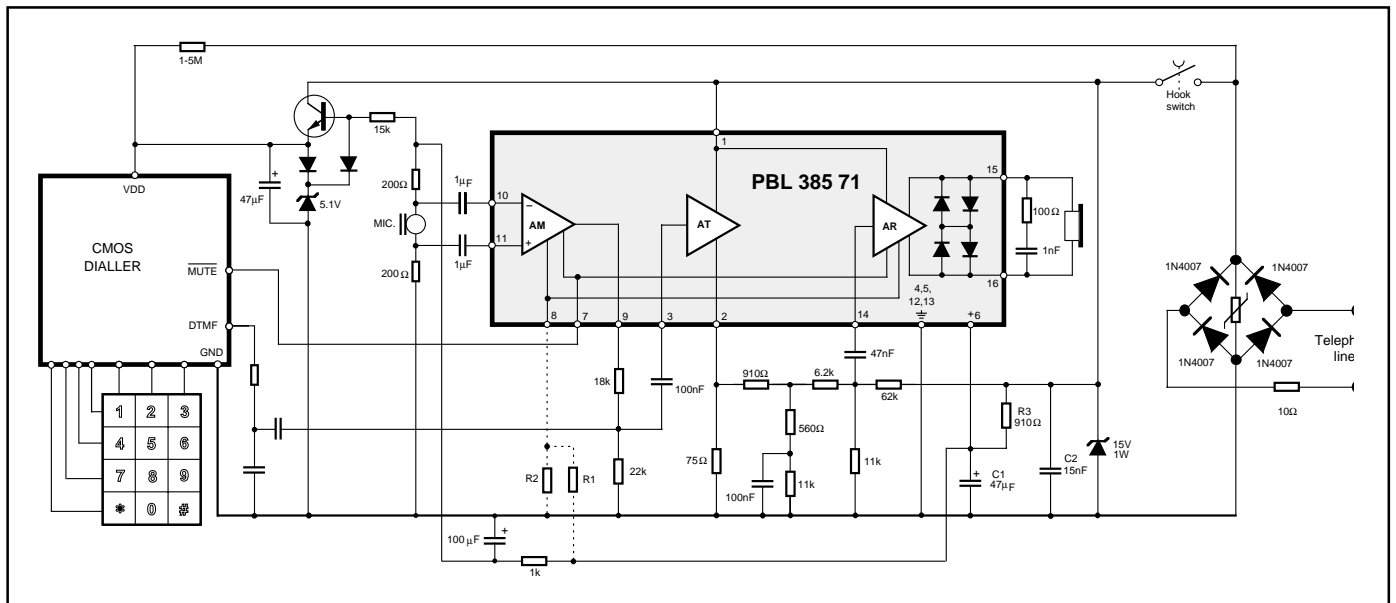 1-5M
Hook
switch
15k
1
15
PBL 385 71
VDD
47µF
+
5.1V
200Ω
1µF
10
MIC.
−
AM
AT
AR
100Ω
1nF
CMOS
DIALLER
MUTE
11
+
1µF
200Ω
16
4,5,
12,13
1N4007
1N4007
8
7
9
3
2
14
+6
DTMF
GND
1N4007
1N4007
Teleph
line
10Ω
47nF
18k
100nF
910Ω
6.2k
62k
R3
910Ω
560Ω
1 2 3
4 5 6
7 8 9
* 0 #
R2
R1
22k
75Ω
100nF
11k
11k
+
C1
47µF
C2
15nF
15V
1W
100 µF
+
1k